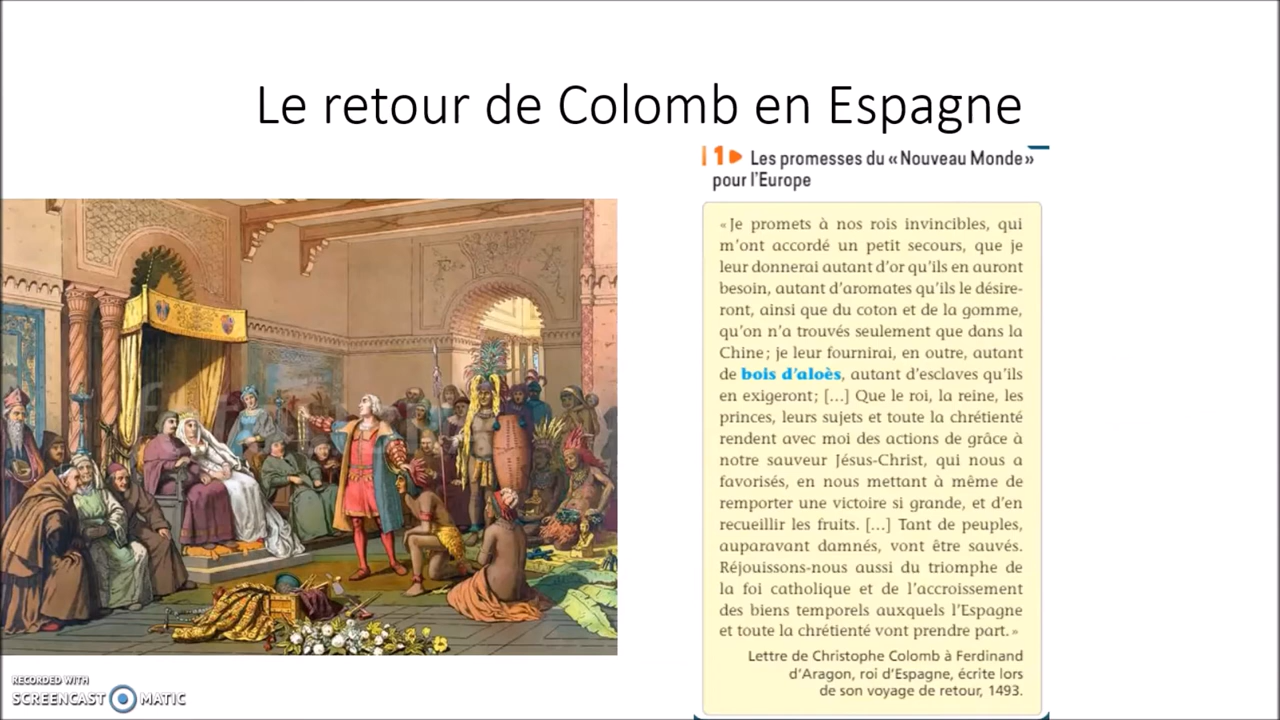 Le retour de Colomb en Espagne
1 Les promesses du « Nouveau Monde »
pour l'Europe
« Je promets à nos rois invincibles, qui
m'ont accordé un petit secours, que je
leur donnerai autant d'or qu'ils en auront
besoin, autant d'aromates qu'ils le désire-
ront, ainsi que du coton et de la gomme,
qu'on n'a trouvés seulement que dans la
Chine ; je leur fournirai, en outre, autant
de bois d'aloès, autant d'esclaves qu'ils
en exigeront ; [...] Que le roi, la reine, les
princes, leurs sujets et toute la chrétienté
rendent avec moi des actions de grâce à
notre sauveur Jésus-Christ, qui nous a
favorisés, en nous mettant à même de
remporter une victoire si grande, et d'en
recueillir les fruits. [...] Tant de peuples,
auparavant damnés, vont être sauvés.
Réjouissons-nous aussi du triomphe de
la foi catholique et de l'accroissement
des biens temporels auxquels l'Espagne
et toute la chrétienté vont prendre part. »
Lettre de Christophe Colomb à Ferdinand
d'Aragon, roi d'Espagne, écrite lors
de son voyage de retour, 1493.
RECORDED WITH
SCREENCAST MATIC